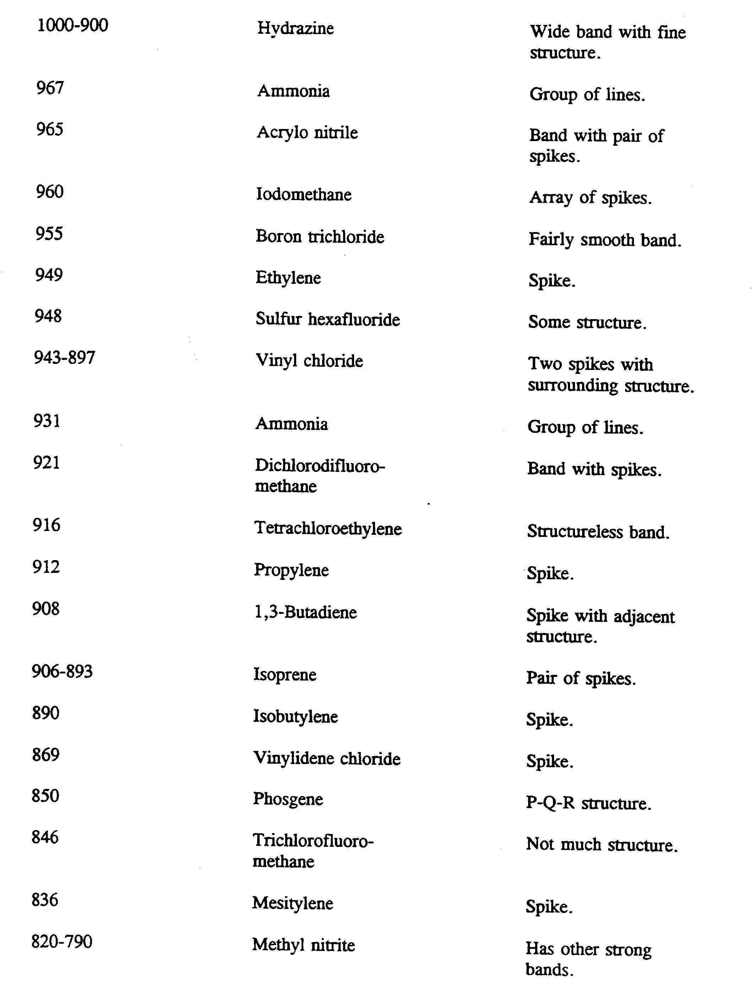 1000-900 Hydrazine Wide band with fine
structure.
967 Ammonia Group of lines.
965 Acrylo nitrile Band with pair of
spikes.
960 Iodomethane Array of spikes.
955 Boron trichloride Fairly smooth band.
949 Ethylene Spike.
948 Sulfur hexafluoride Some structure.
943-897 Vinyl chloride Two spikes with
surrounding structure.
931 Ammonia Group of lines.
921 Dichlorodifluoro- Band with spikes.
methane
916 Tetrachloroethylene Structureless band.
912 Propylene Spike.
908 1,3-Butadiene Spike with adjacent
structure.
906-893 Isoprene Pair of spikes.
890 Isobutylene Spike.
869 Vinylidene chloride Spike.
850 Phosgene P-Q-R structure.
846 Trichlorofluoro- Not much structure.
methane
836 Mesitylene Spike.
820-790 Methyl nitrite Has other strong
bands.